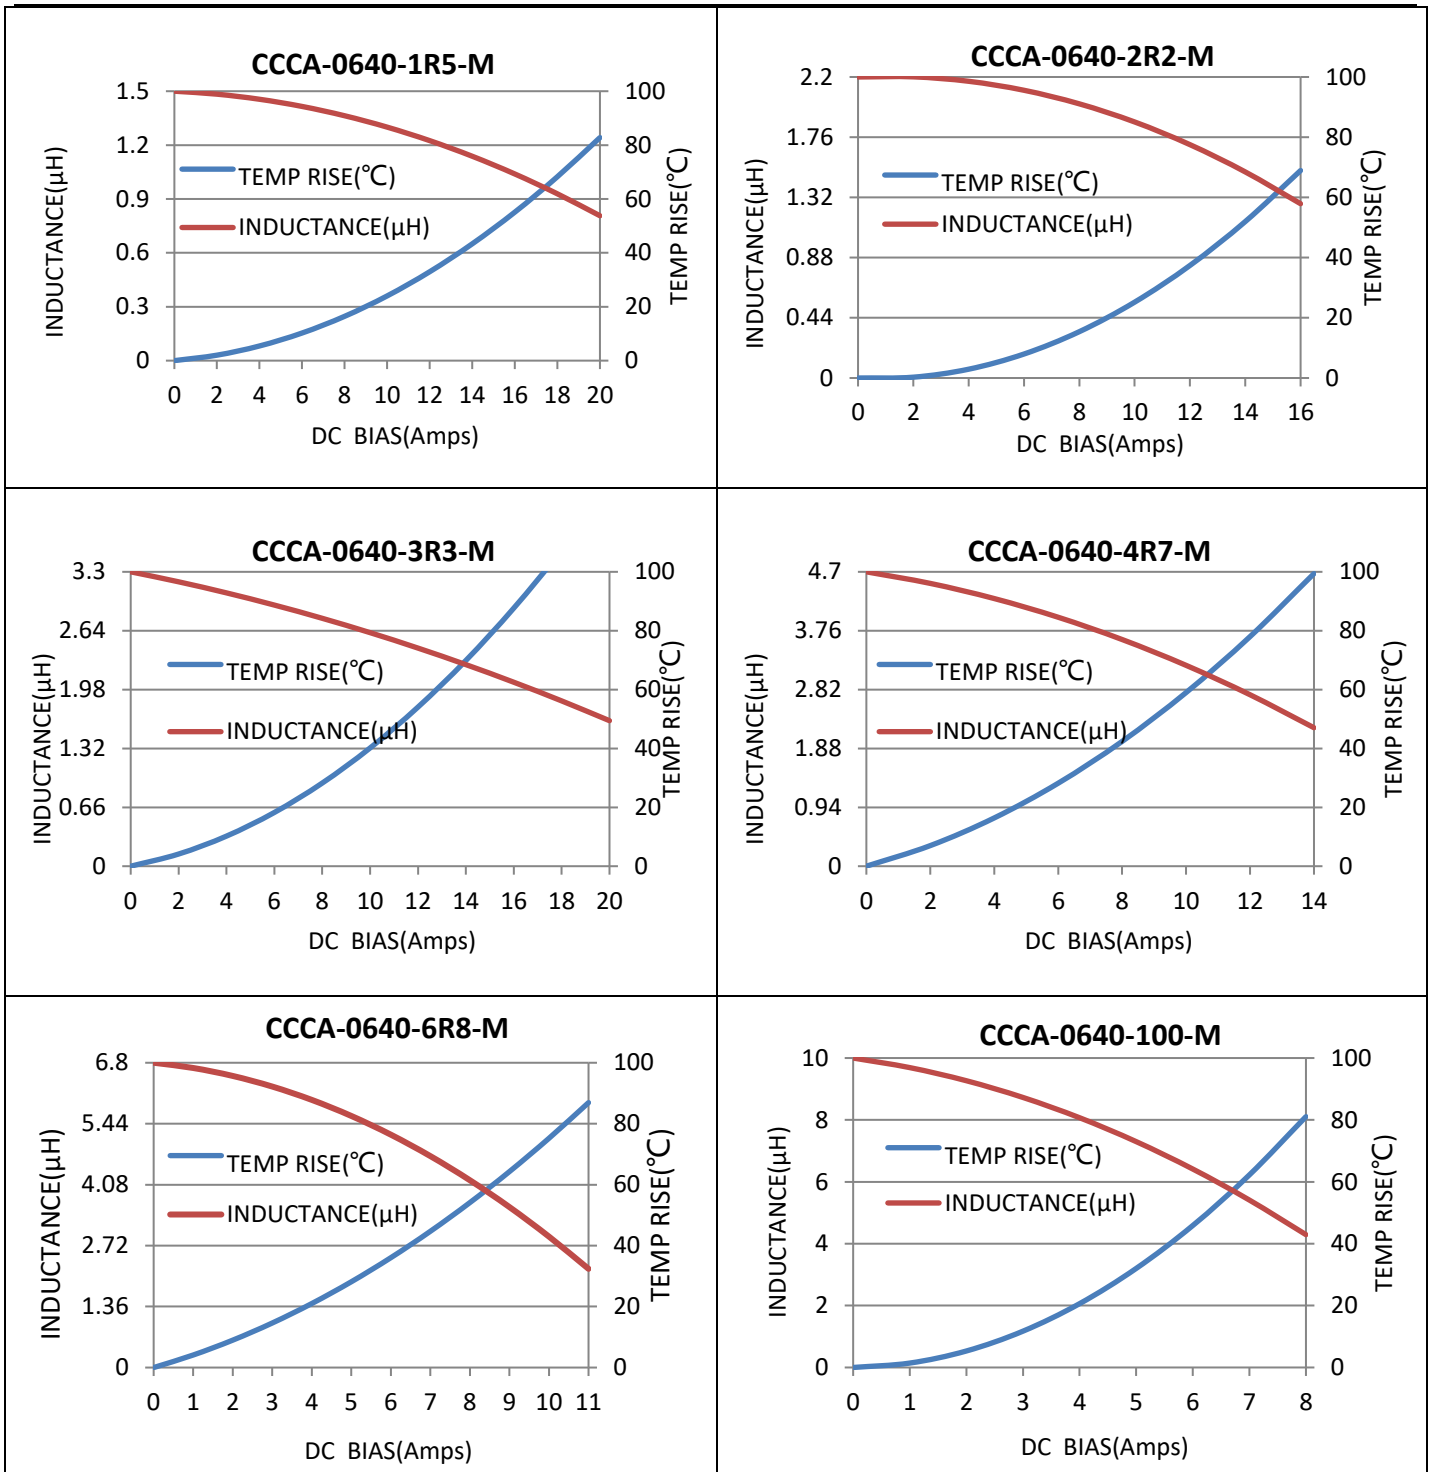 CCCA-0640-1R5-M
1.5 100
1.2 80
0.9 60
0.6 40
0.3 20
0 0
TEMP RISE(℃)
INDUCTANCE(μH)
INDUCTANCE(μH)
TEMP RISE(℃)
0 2 4 6 8 10 12 14 16 18 20
DC BIAS(Amps)
CCCA-0640-2R2-M
2.2 100
1.76 80
1.32 60
0.88 40
0.44 20
0 0
TEMP RISE(℃)
INDUCTANCE(μH)
INDUCTANCE(μH)
TEMP RISE(℃)
0 2 4 6 8 10 12 14 16
DC BIAS(Amps)
CCCA-0640-3R3-M
3.3 100
2.64 80
1.98 60
1.32 40
0.66 20
0 0
TEMP RISE(℃)
INDUCTANCE(μH)
INDUCTANCE(μH)
TEMP RISE(℃)
0 2 4 6 8 10 12 14 16 18 20
DC BIAS(Amps)
CCCA-0640-4R7-M
4.7 100
3.76 80
2.82 60
1.88 40
0.94 20
0 0
TEMP RISE(℃)
INDUCTANCE(μH)
INDUCTANCE(μH)
TEMP RISE(℃)
0 2 4 6 8 10 12 14
DC BIAS(Amps)
CCCA-0640-6R8-M
6.8 100
5.44 80
4.08 60
2.72 40
1.36 20
0 0
TEMP RISE(℃)
INDUCTANCE(μH)
INDUCTANCE(μH)
TEMP RISE(℃)
0 1 2 3 4 5 6 7 8 9 10 11
DC BIAS(Amps)
CCCA-0640-100-M
10 100
8 80
6 60
4 40
2 20
0 0
TEMP RISE(℃)
INDUCTANCE(μH)
INDUCTANCE(μH)
TEMP RISE(℃)
0 1 2 3 4 5 6 7 8
DC BIAS(Amps)